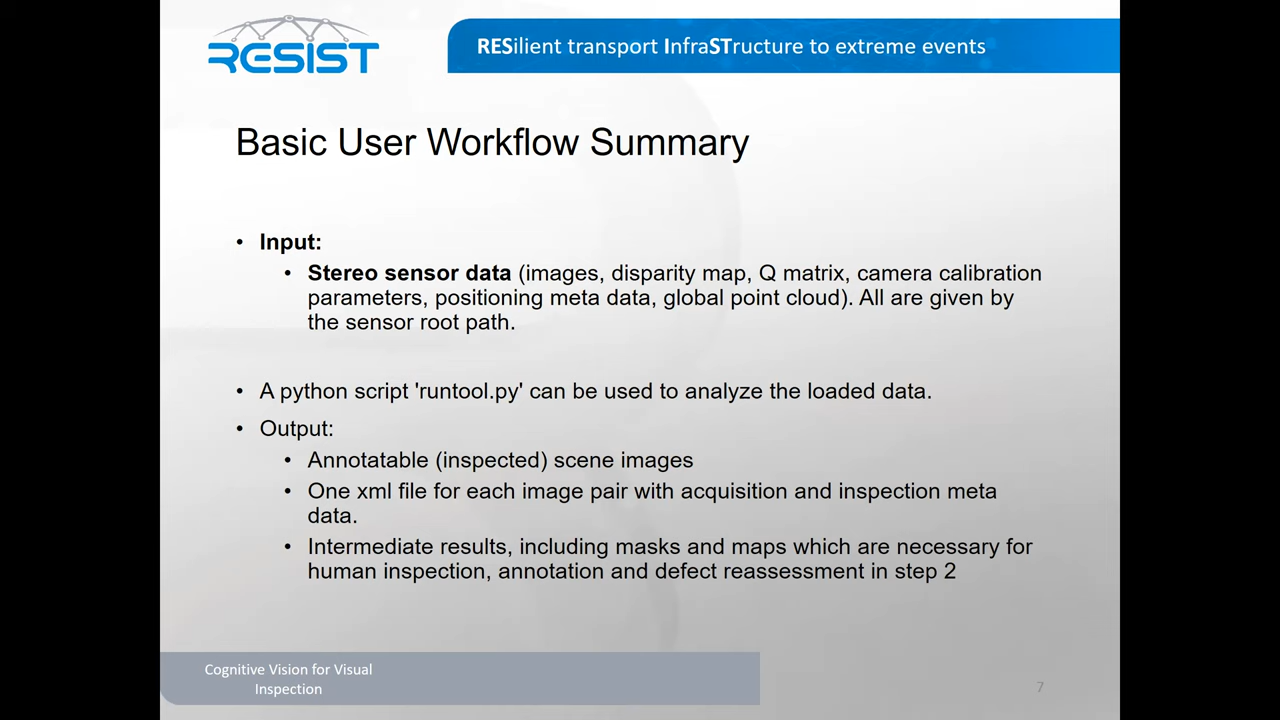 RESIST
RESilient transport InfraSTructure to extreme events
Basic User Workflow Summary
• Input:
• Stereo sensor data (images, disparity map, Q matrix, camera calibration
parameters, positioning meta data, global point cloud). All are given by
the sensor root path.
• A python script 'runtool.py' can be used to analyze the loaded data.
• Output:
• Annotatable (inspected) scene images
• One xml file for each image pair with acquisition and inspection meta
data.
• Intermediate results, including masks and maps which are necessary for
human inspection, annotation and defect reassessment in step 2
Cognitive Vision for Visual
Inspection
7